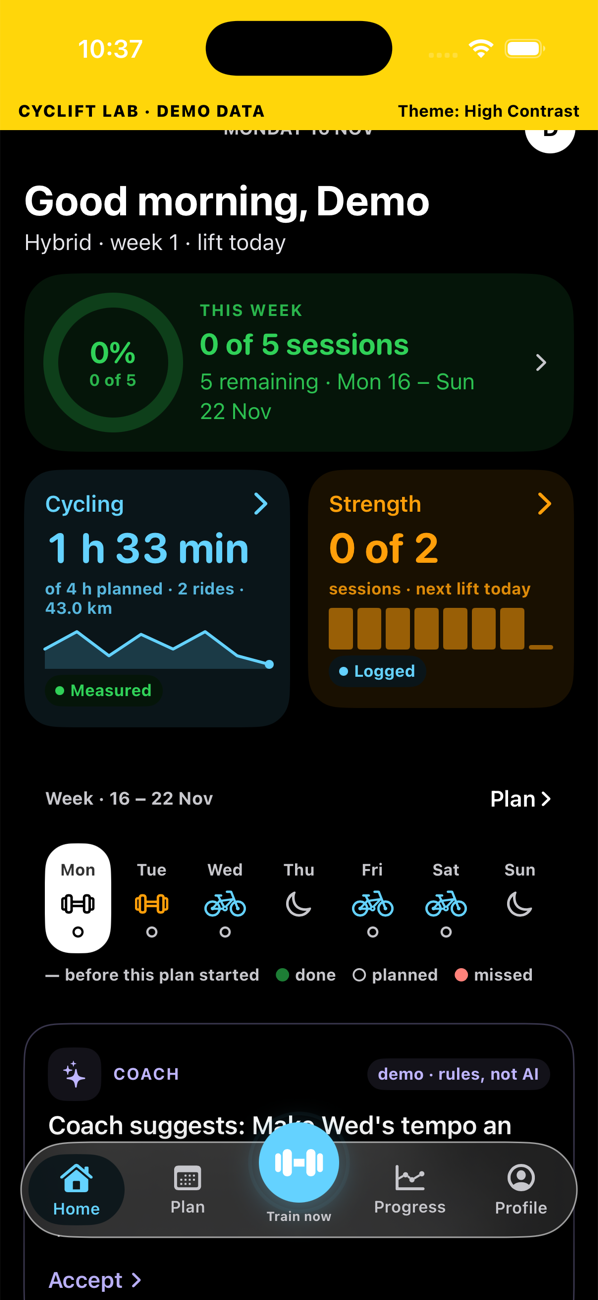 10:37
CYCLIFT LAB · DEMO DATA
Theme: High Contrast
MONDAY 16 NOV
D
Good morning, Demo
Hybrid · week 1 · lift today
THIS WEEK
0%
0 of 5
0 of 5 sessions
5 remaining · Mon 16 – Sun
22 Nov
Cycling
1 h 33 min
of 4 h planned · 2 rides ·
43.0 km
Measured
Strength
0 of 2
sessions · next lift today
Logged
Week · 16 – 22 Nov
Plan
Mon Tue Wed Thu Fri Sat Sun
— before this plan started done planned missed
COACH
demo · rules, not AI
Coach suggests: Make Wed's tempo an
Home
Plan
Train now
Progress
Profile
Accept